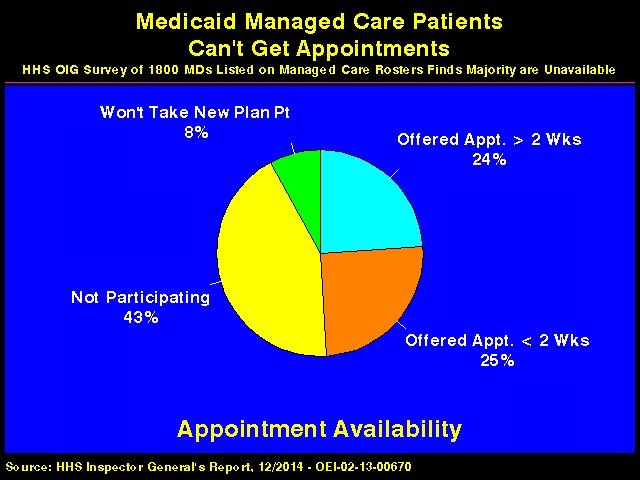 Medicaid Managed Care Patients
Can't Get Appointments
HHS OIG Survey of 1800 MDs Listed on Managed Care Rosters Finds Majority are Unavailable
Won't Take New Plan Pt
8%
Offered Appt. > 2 Wks
24%
Not Participating
43%
Offered Appt. < 2 Wks
25%
Appointment Availability
Source: HHS Inspector General's Report, 12/2014 - OEI-02-13-00670